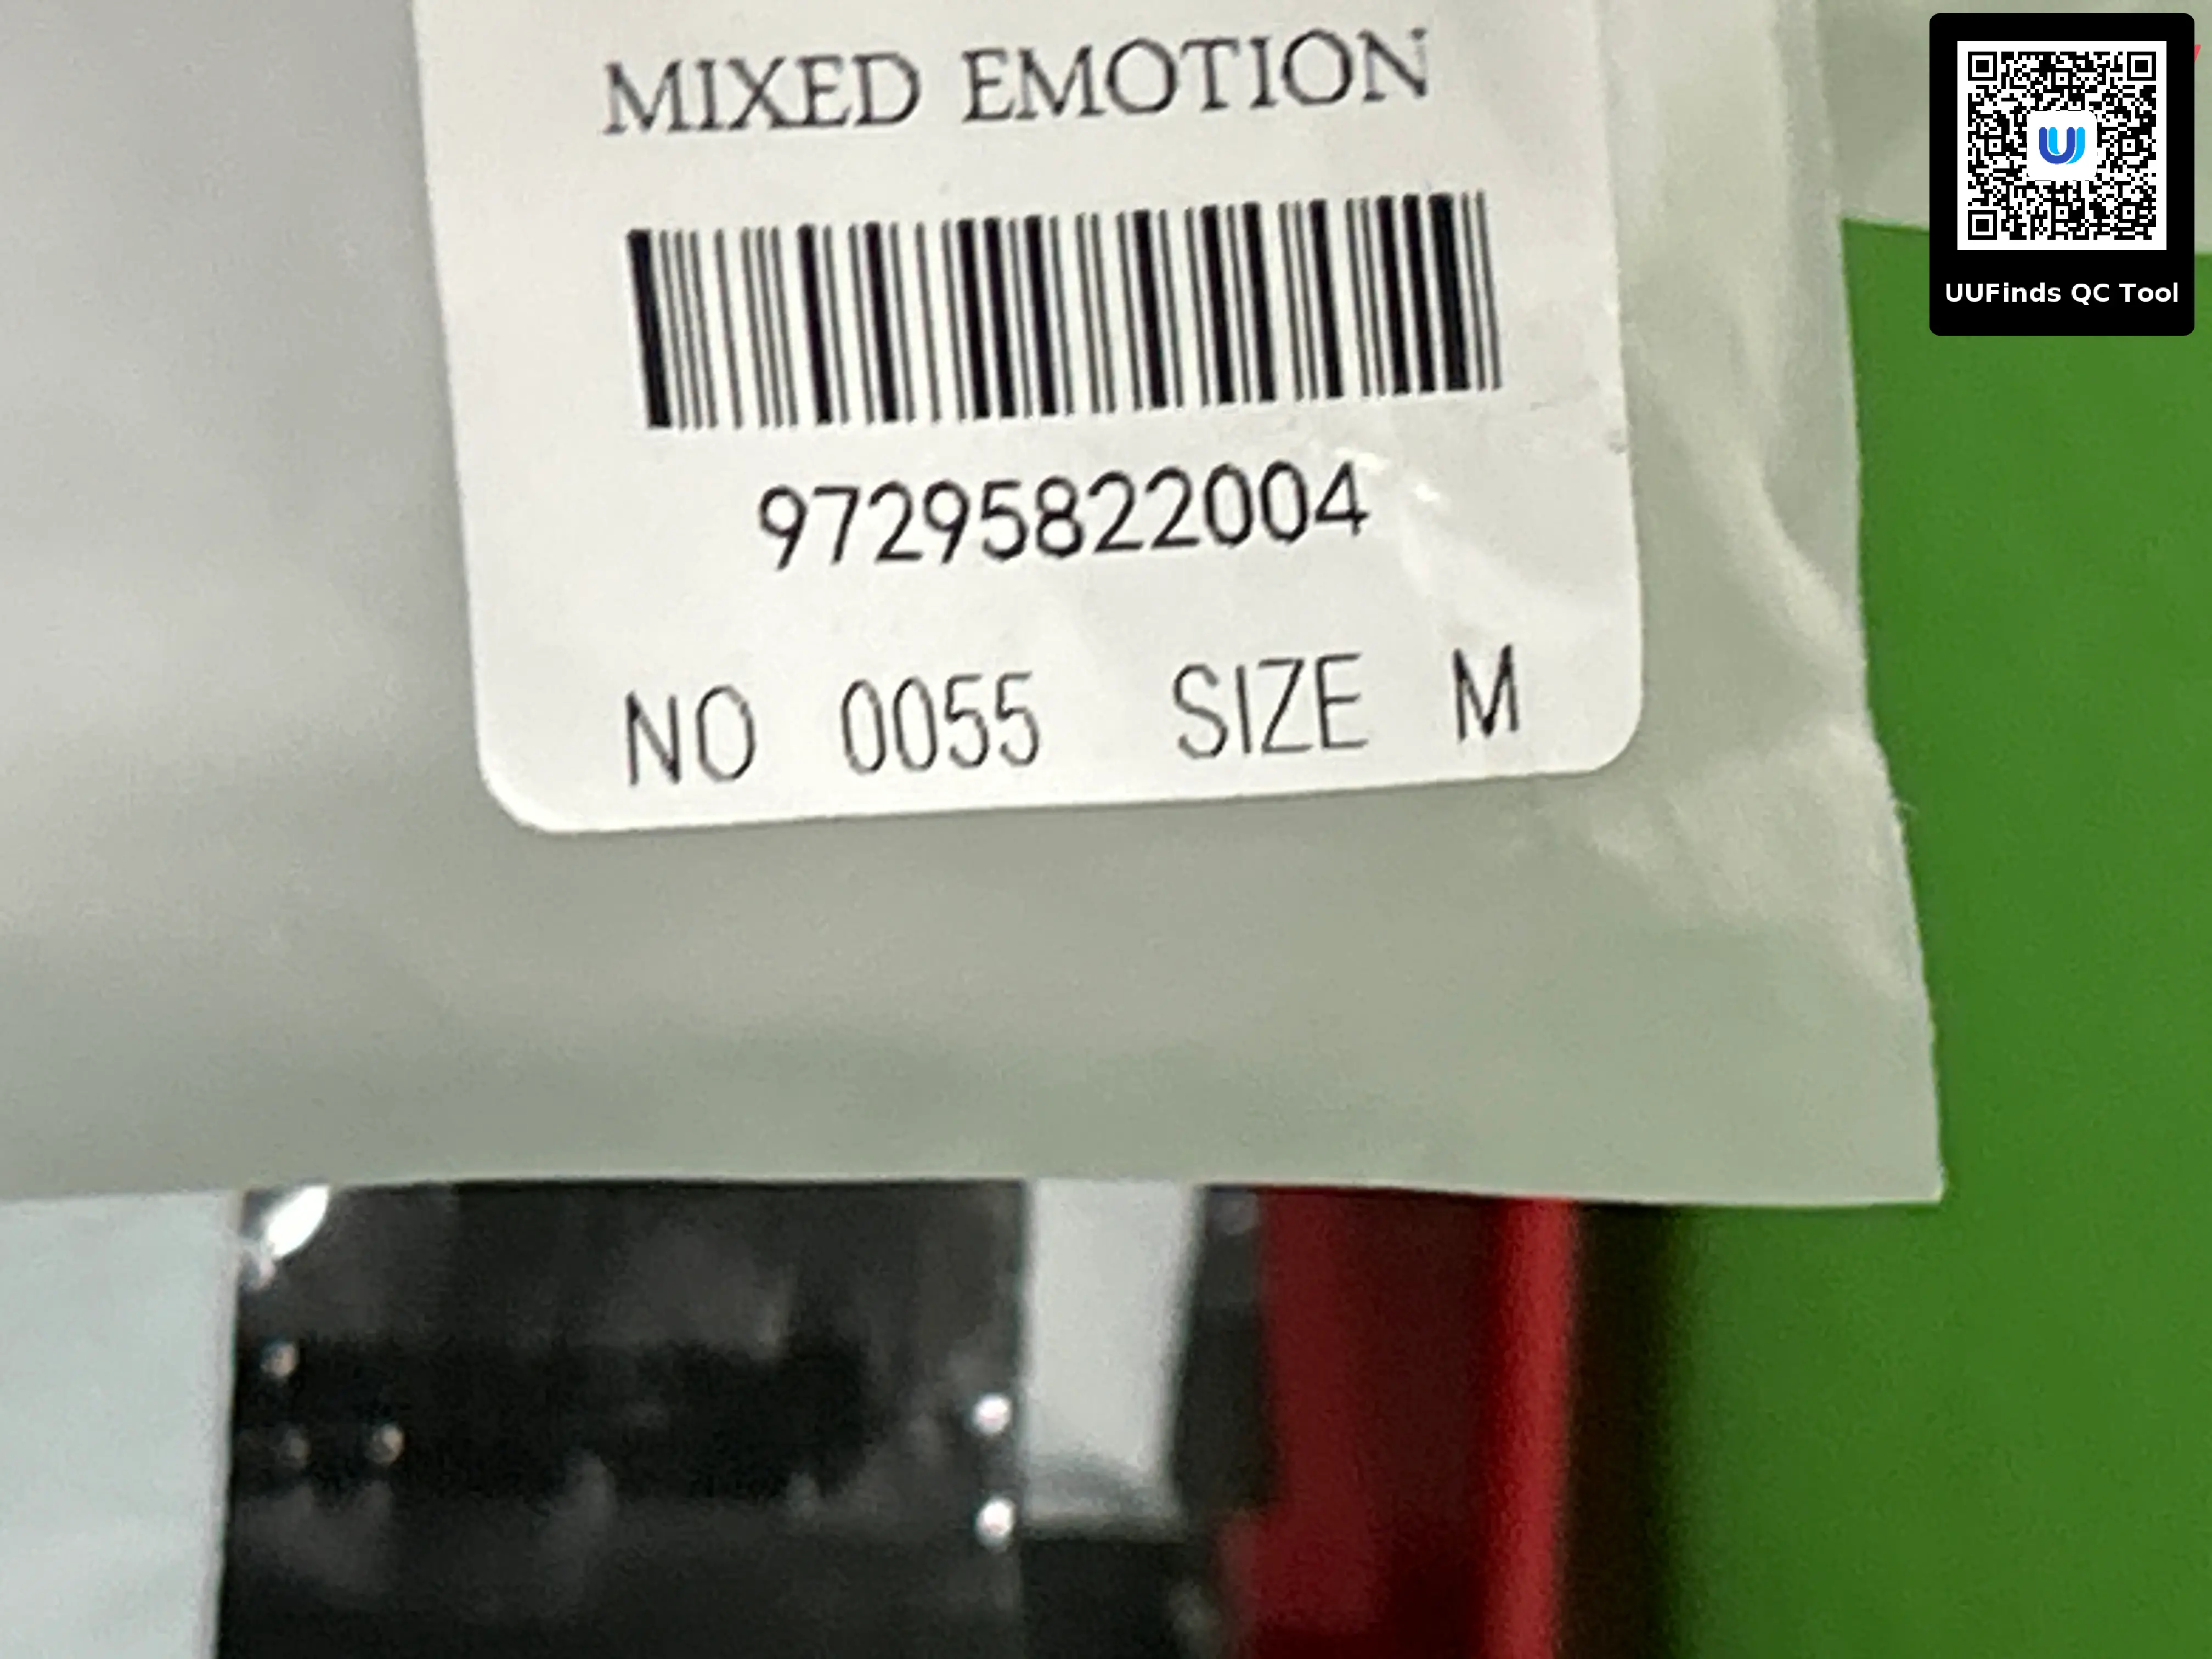 MIXED EMOTION
97295822004
NO 0055 SIZE M
UUFinds QC Tool